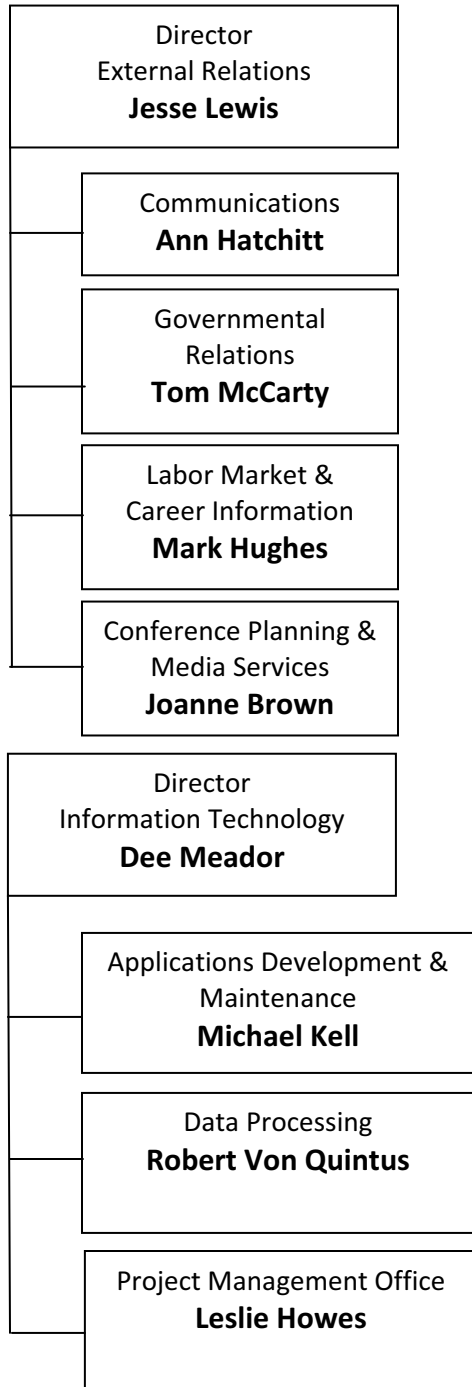 Director
External Relations
Jesse Lewis
Communications
Ann Hatchitt
Governmental
Relations
Tom McCarty
Labor Market &
Career Information
Mark Hughes
Conference Planning &
Media Services
Joanne Brown
Director
Information Technology
Dee Meador
Applications Development &
Maintenance
Michael Kell
Data Processing
Robert Von Quintus
Project Management Office
Leslie Howes